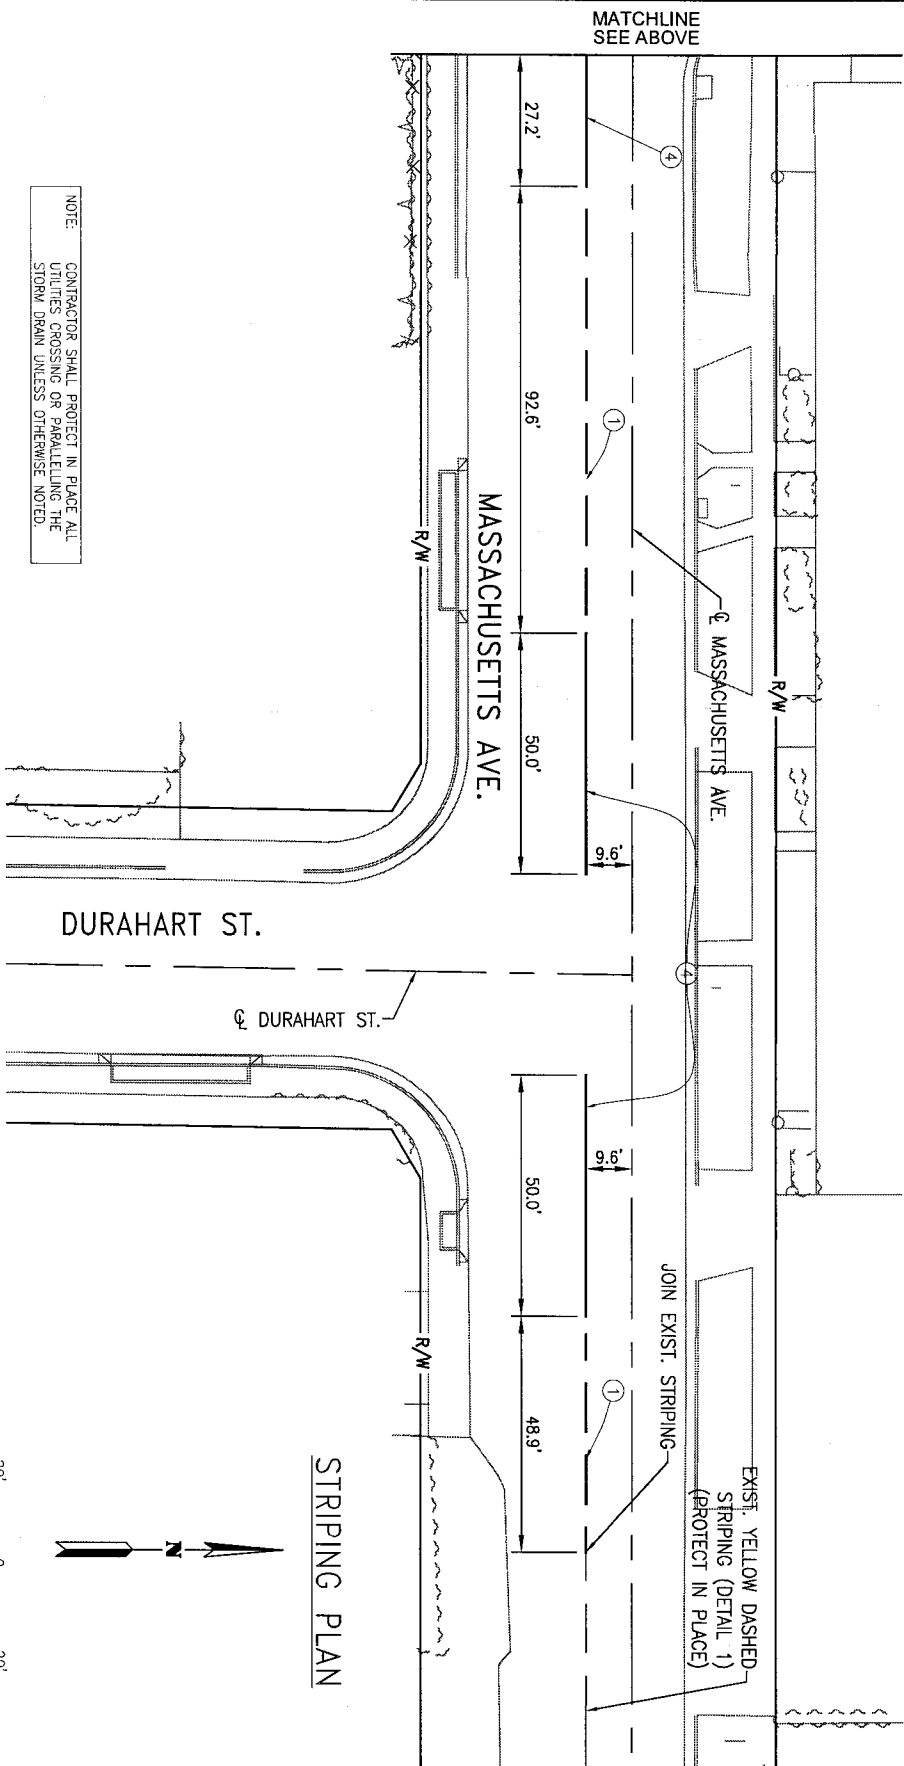 MATCHLINE
SEE ABOVE
27.2'
4
92.6'
1
MASSACHUSETTS AVE.
R/W
℄ MASSACHUSETTS AVE.
R/W
50.0'
9.6'
NOTE: CONTRACTOR SHALL PROTECT IN PLACE ALL
UTILITIES CROSSING OR PARALLELLING THE
STORM DRAIN UNLESS OTHERWISE NOTED.
DURAHART ST.
4
℄ DURAHART ST.
50.0'
9.6'
JOIN EXIST. STRIPING
R/W
1
48.9'
EXIST. YELLOW DASHED
STRIPING (DETAIL 1)
(PROTECT IN PLACE)
STRIPING PLAN
N
0
20'